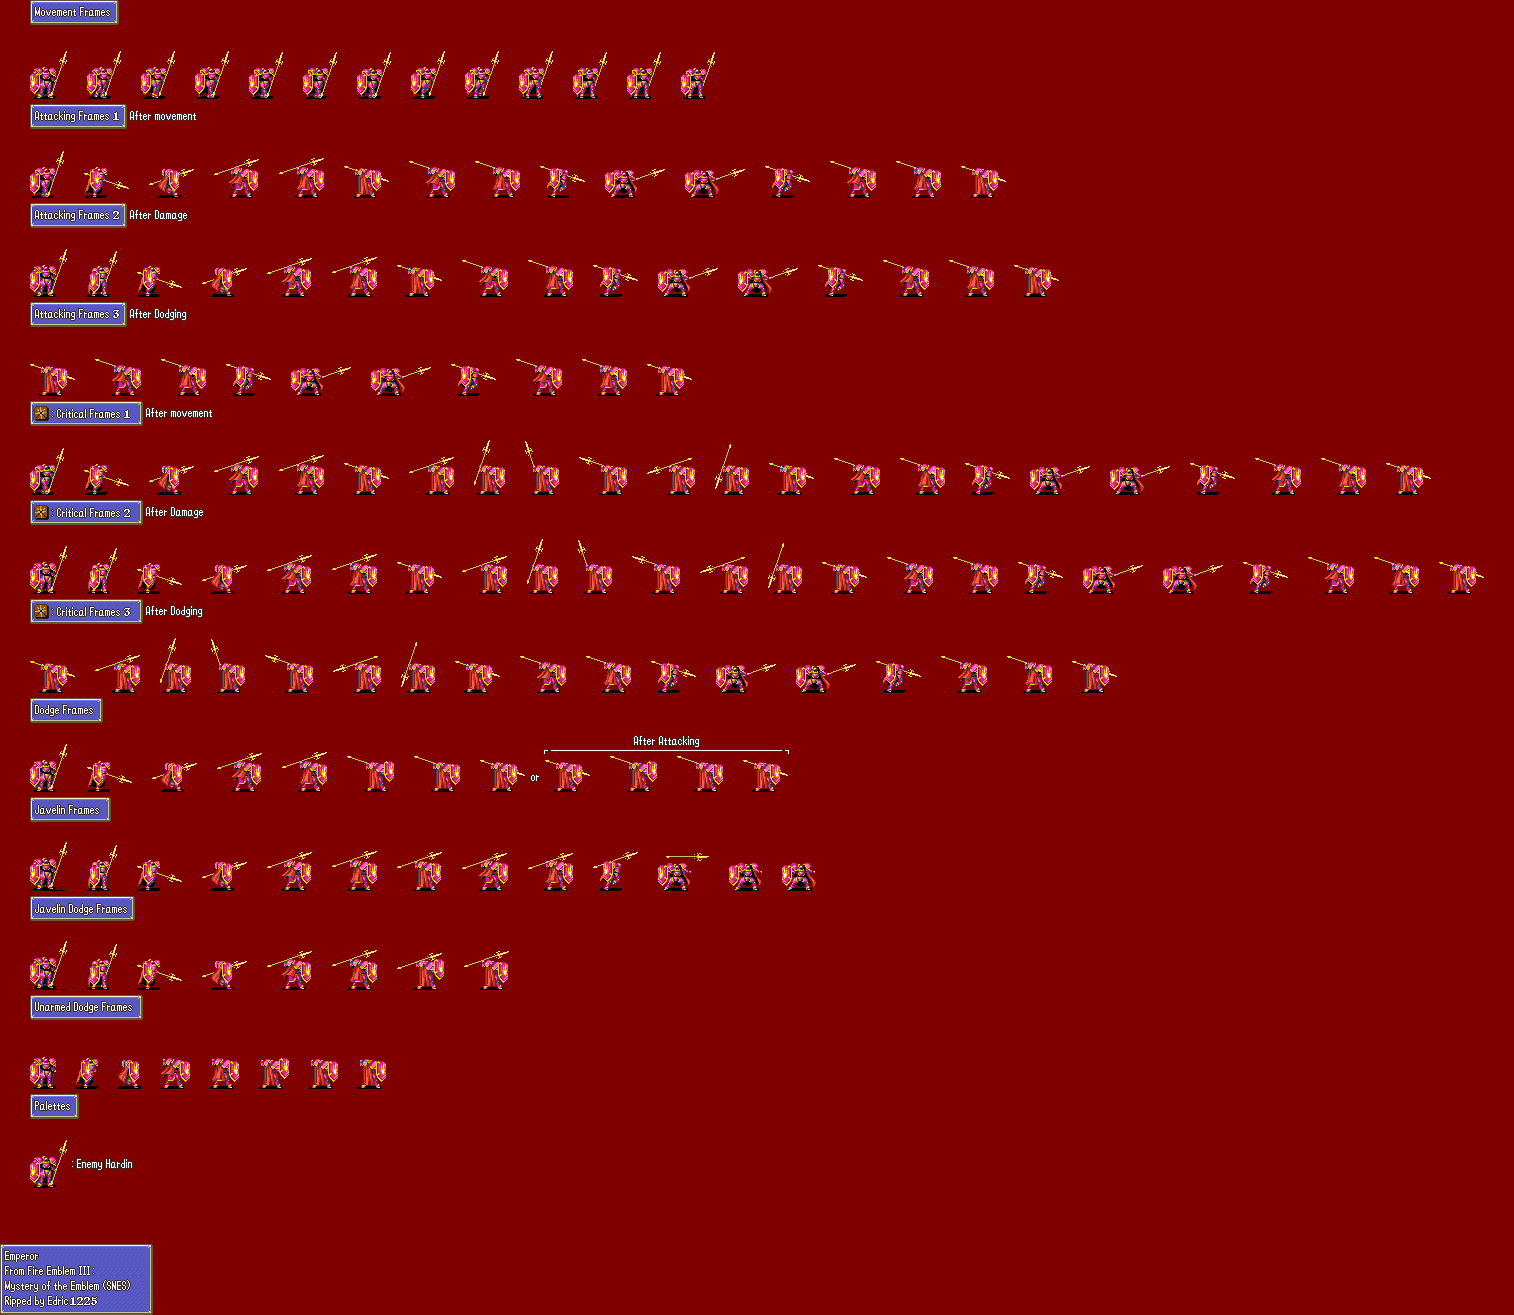 Movement Frames
Attacking Frames 1 After movement
Attacking Frames 2 After Damage
Attacking Frames 3 After Dodging
: Critical Frames 1 After movement
: Critical Frames 2 After Damage
: Critical Frames 3 After Dodging
Dodge Frames
After Attacking
or
Javelin Frames
Javelin Dodge Frames
Unarmed Dodge Frames
Palettes
: Enemy Hardin
Emperor
From Fire Emblem III:
Mystery of the Emblem (SNES)
Ripped by Edric1225